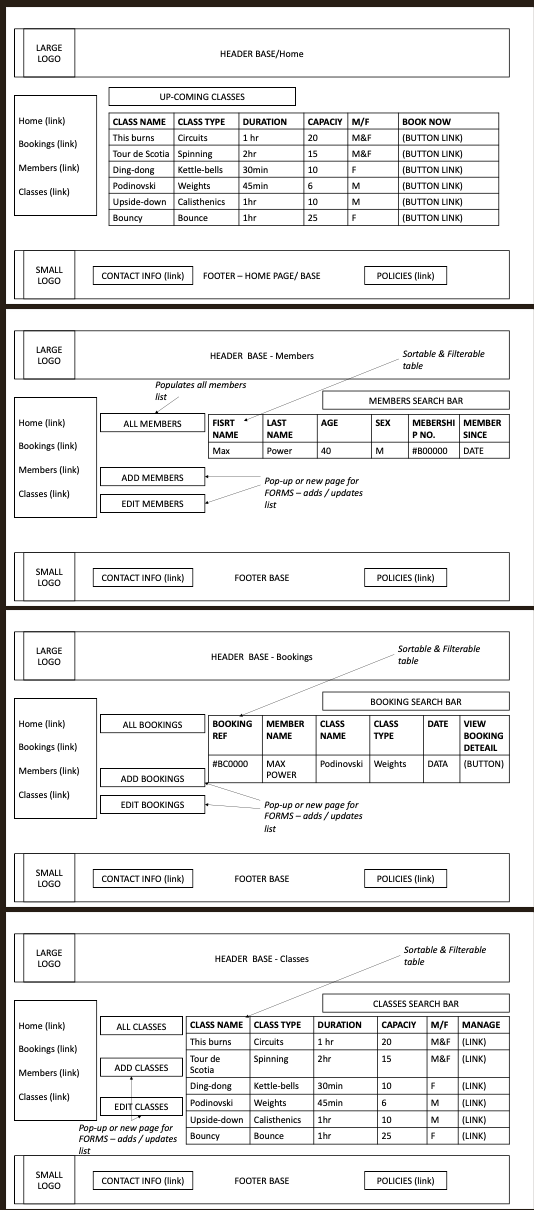 LARGE
LOGO
HEADER BASE/Home
UP-COMING CLASSES
Home (link)
Bookings (link)
Members (link)
Classes (link)
CLASS NAME CLASS TYPE DURATION CAPACIY M/F BOOK NOW
This burns Circuits 1 hr 20 M&F (BUTTON LINK)
Tour de Scotia Spinning 2hr 15 M&F (BUTTON LINK)
Ding-dong Kettle-bells 30min 10 F (BUTTON LINK)
Podinovski Weights 45min 6 M (BUTTON LINK)
Upside-down Calisthenics 1hr 10 M (BUTTON LINK)
Bouncy Bounce 1hr 25 F (BUTTON LINK)
SMALL
LOGO
CONTACT INFO (link) FOOTER – HOME PAGE/ BASE POLICIES (link)
LARGE
LOGO
HEADER BASE - Members
Sortable & Filterable
table
Populates all members
list
MEMBERS SEARCH BAR
Home (link)
Bookings (link)
Members (link)
Classes (link)
ALL MEMBERS
ADD MEMBERS
EDIT MEMBERS
FISRT
NAME
LAST
NAME
AGE
SEX
MEBERSHI
P NO.
MEMBER
SINCE
Max Power 40 M #B00000 DATE
Pop-up or new page for
FORMS – adds / updates
list
SMALL
LOGO
CONTACT INFO (link) FOOTER BASE POLICIES (link)
LARGE
LOGO
HEADER BASE - Bookings
Sortable & Filterable
table
BOOKING SEARCH BAR
Home (link)
Bookings (link)
Members (link)
Classes (link)
ALL BOOKINGS
ADD BOOKINGS
EDIT BOOKINGS
BOOKING
REF
MEMBER
NAME
CLASS
NAME
CLASS
TYPE
DATE
VIEW
BOOKING
DETEAIL
#BC0000
MAX
POWER
Podinovski Weights DATA (BUTTON)
Pop-up or new page for
FORMS – adds / updates
list
SMALL
LOGO
CONTACT INFO (link) FOOTER BASE POLICIES (link)
LARGE
LOGO
HEADER BASE - Classes
Sortable & Filterable
table
CLASSES SEARCH BAR
Home (link)
Bookings (link)
Members (link)
Classes (link)
ALL CLASSES
ADD CLASSES
EDIT CLASSES
CLASS NAME CLASS TYPE DURATION CAPACIY M/F MANAGE
This burns Circuits 1 hr 20 M&F (LINK)
Tour de
Scotia
Spinning 2hr 15 M&F (LINK)
Ding-dong Kettle-bells 30min 10 F (LINK)
Podinovski Weights 45min 6 M (LINK)
Upside-down Calisthenics 1hr 10 M (LINK)
Bouncy Bounce 1hr 25 F (LINK)
Pop-up or new page for
FORMS – adds / updates
list
SMALL
LOGO
CONTACT INFO (link) FOOTER BASE POLICIES (link)